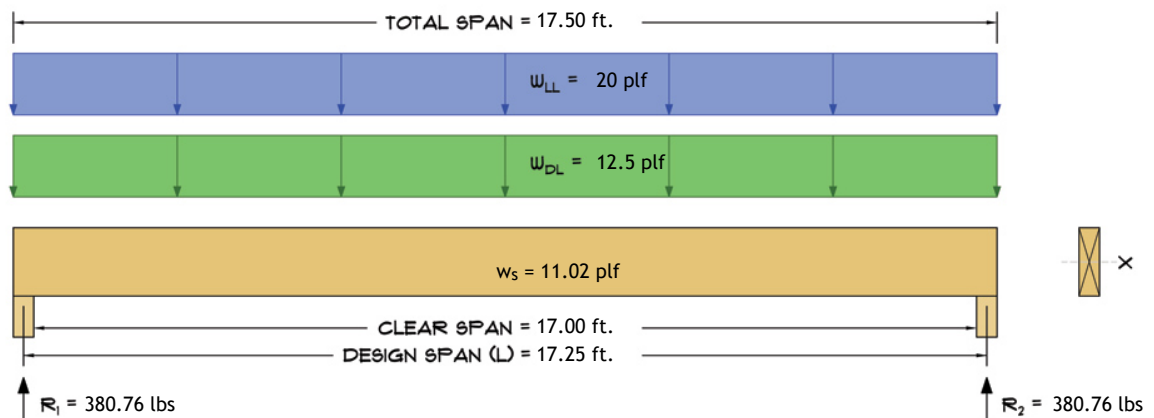 TOTAL SPAN = 17.50 ft.
wLL = 20 plf
wDL = 12.5 plf
ws = 11.02 plf
X
CLEAR SPAN = 17.00 ft.
DESIGN SPAN (L) = 17.25 ft.
R1 = 380.76 lbs
R2 = 380.76 lbs